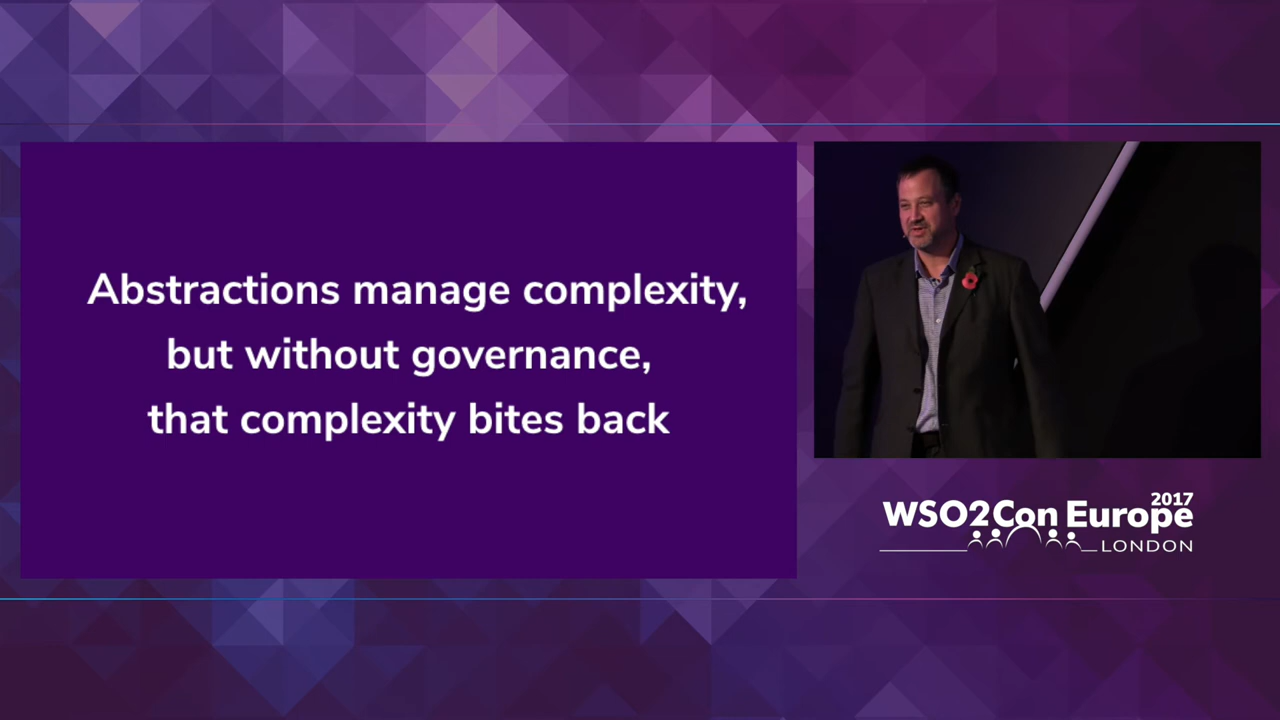 Abstractions manage complexity,
but without governance,
that complexity bites back
2017
WSO2Con Europe
LONDON